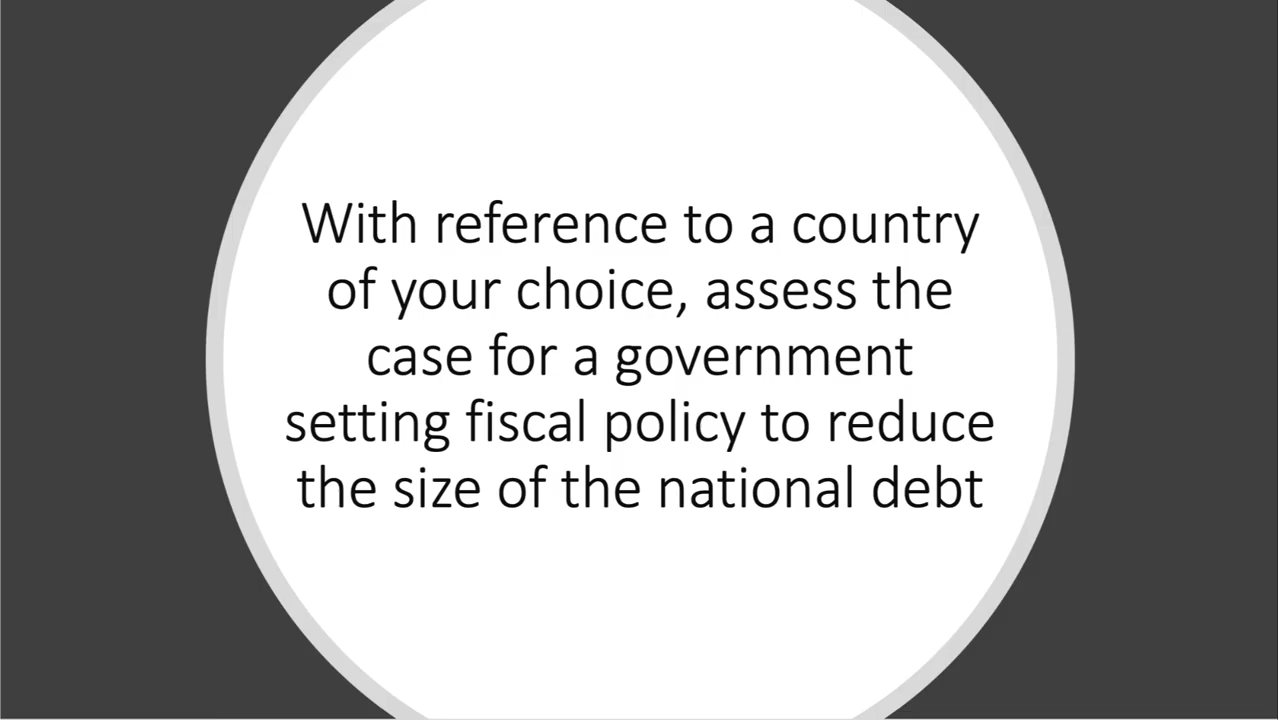 With reference to a country
of your choice, assess the
case for a government
setting fiscal policy to reduce
the size of the national debt